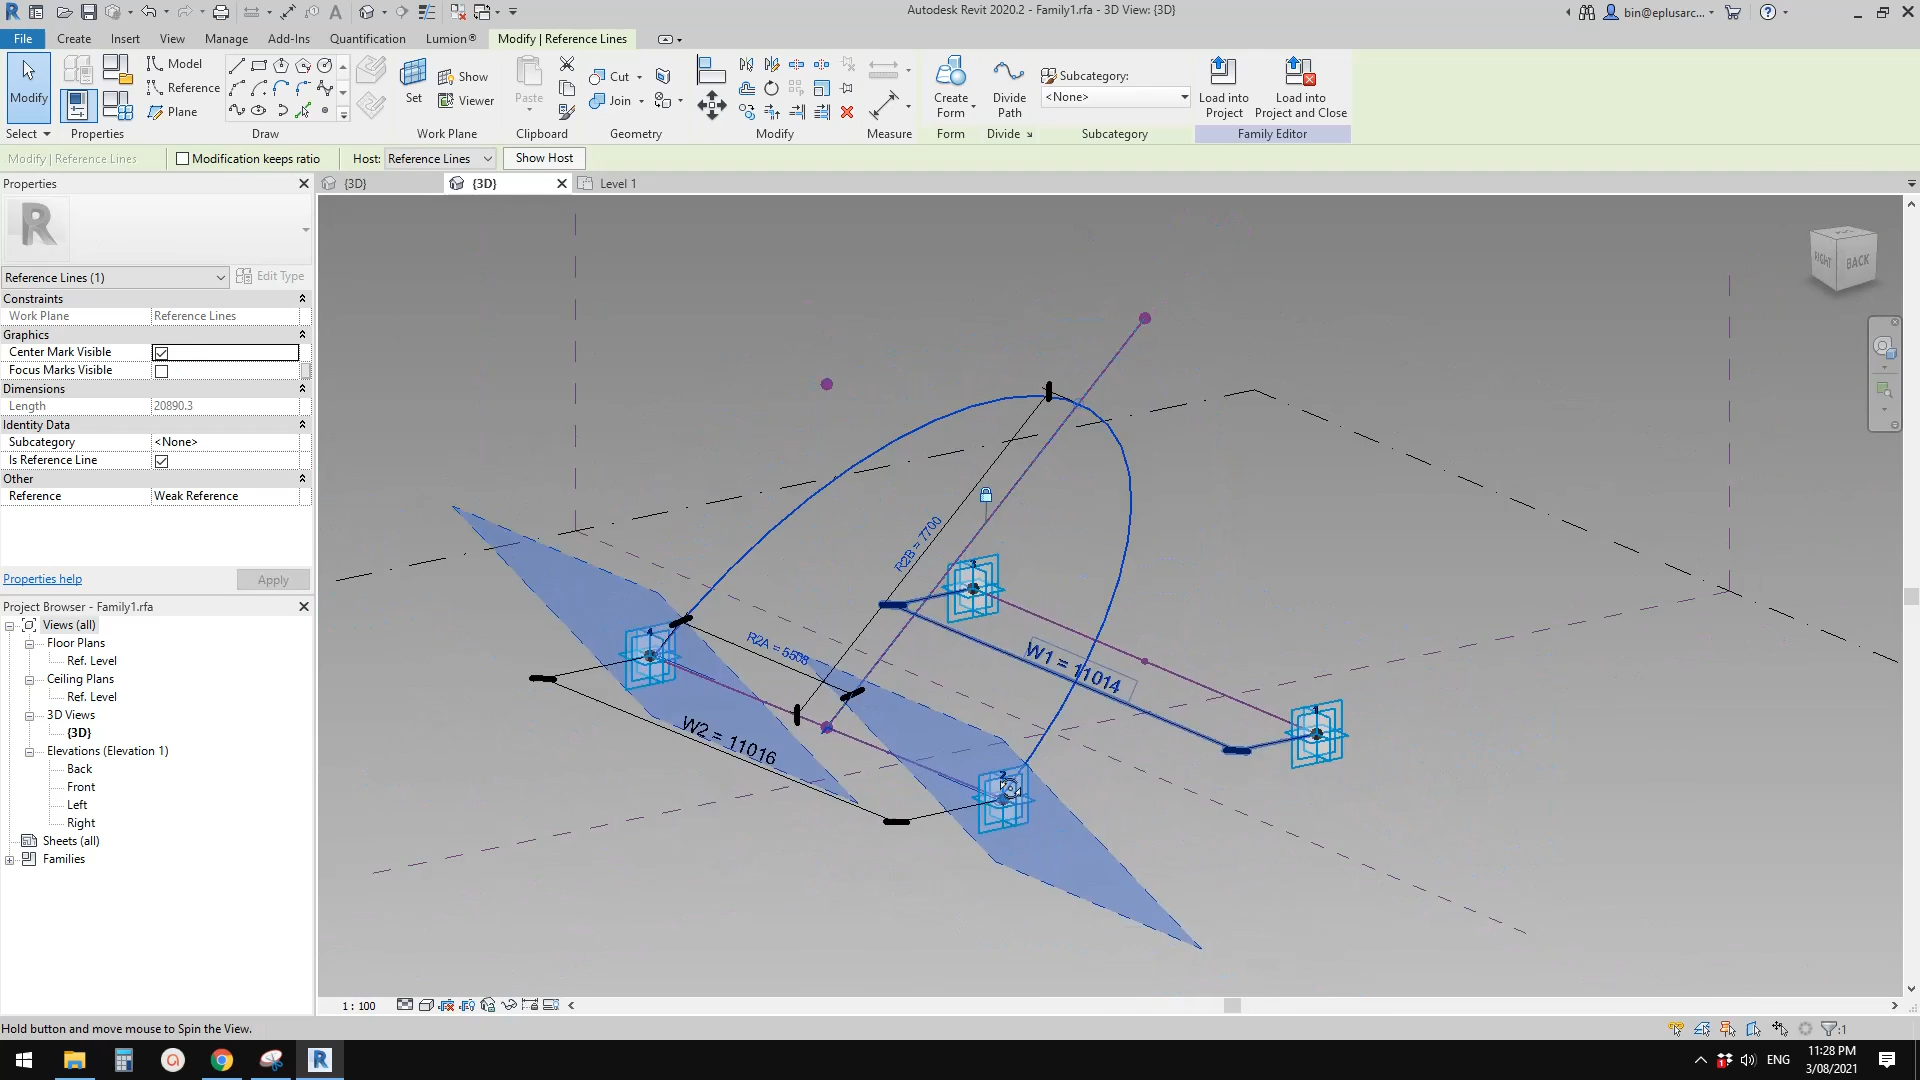 Autodesk Revit 2020.2 - Family1.rfa - 3D View: {3D}
bin@eplusarc...
File Create Insert View Manage Add-Ins Quantification Lumion® Modify | Reference Lines
Modify
Model
Reference
Plane
Set
Show
Viewer
Paste
Cut
Join
Create Form
Divide Path
Subcategory:
<None>
Load into Project
Load into Project and Close
Select Properties Draw Work Plane Clipboard Geometry Modify Measure Form Divide Subcategory Family Editor
Modify | Reference Lines
Modification keeps ratio
Host: Reference Lines
Show Host
Properties
{3D}
{3D}
Level 1
R
Reference Lines (1)
Edit Type
Constraints
Work Plane Reference Lines
Graphics
Center Mark Visible
Focus Marks Visible
Dimensions
Length 20890.3
Identity Data
Subcategory <None>
Is Reference Line
Other
Reference Weak Reference
Properties help
Apply
Project Browser - Family1.rfa
Views (all)
Floor Plans
Ref. Level
Ceiling Plans
Ref. Level
3D Views
{3D}
Elevations (Elevation 1)
Back
Front
Left
Right
Sheets (all)
Families
RIGHT
BACK
R2B = 7700
3
4
R2A = 5508
W1 = 11014
1
W2 = 11016
2
1 : 100
Hold button and move mouse to Spin the View.
:1
ENG
11:28 PM
3/08/2021